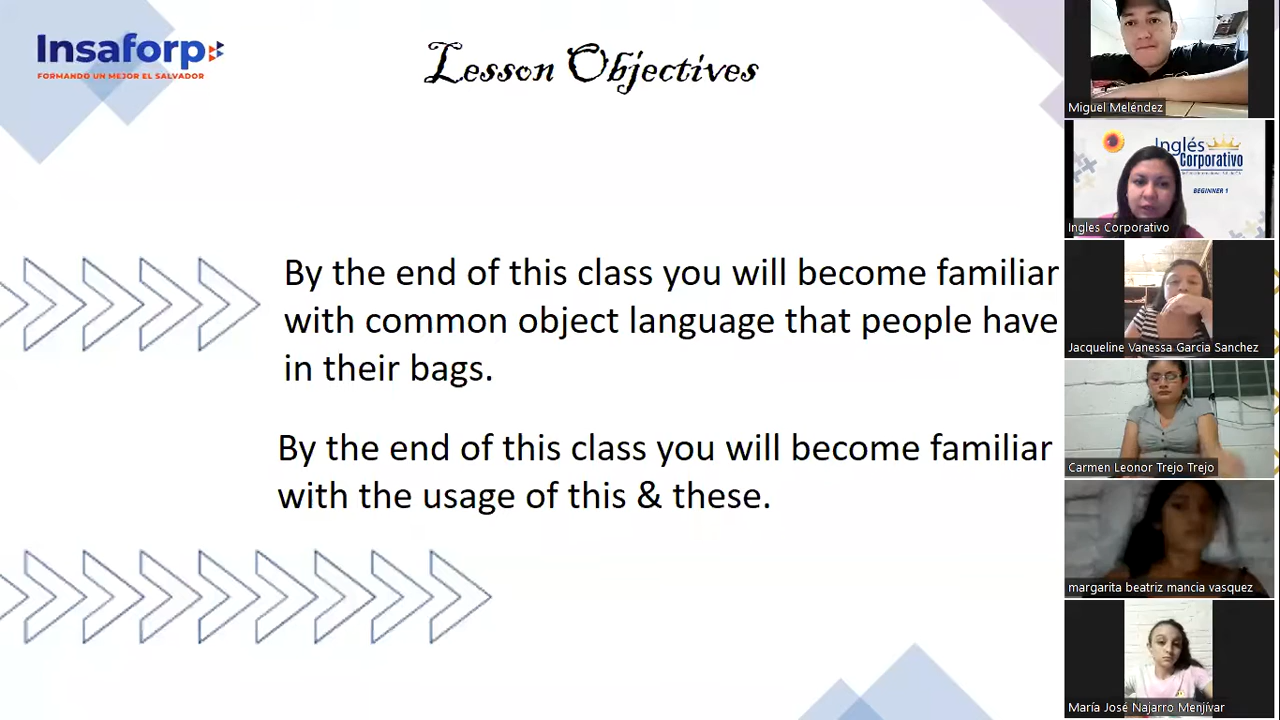 Insaforp
FORMANDO UN MEJOR EL SALVADOR
Lesson Objectives
By the end of this class you will become familiar
with common object language that people have
in their bags.
By the end of this class you will become familiar
with the usage of this & these.
Miguel Meléndez
Inglés
Corporativo
BEGINNER 1
Ingles Corporativo
Jacqueline Vanessa Garcia Sanchez
Carmen Leonor Trejo Trejo
margarita beatriz mancia vasquez
María José Najarro Menjívar